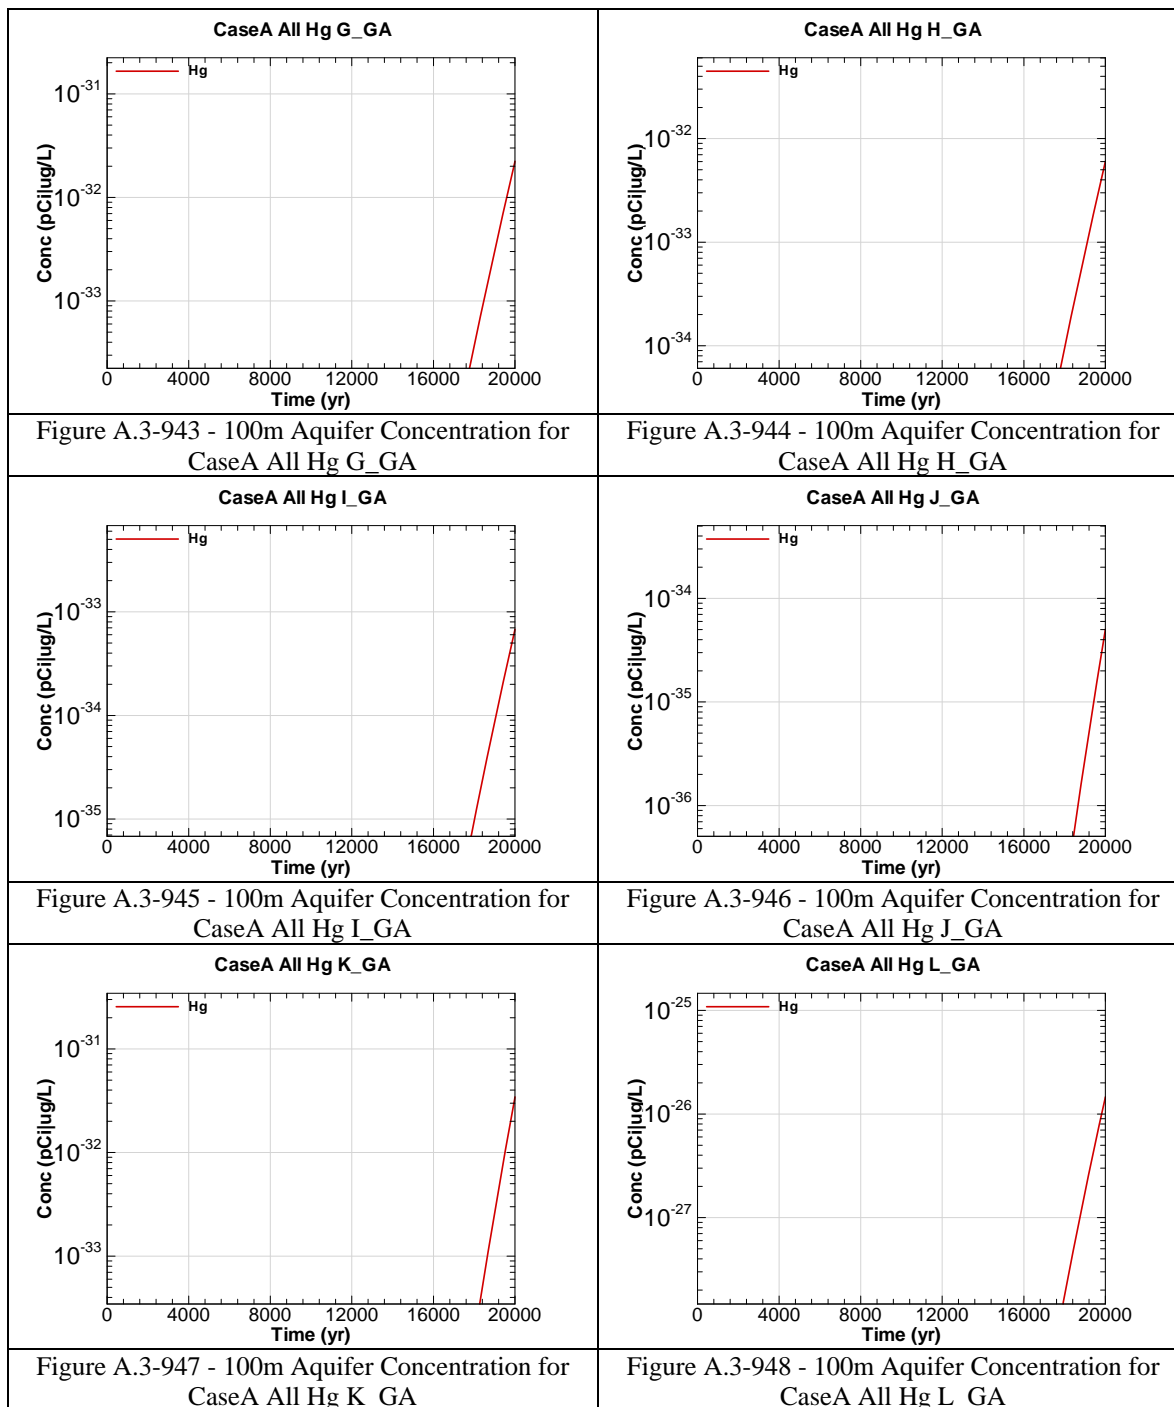 CaseA All Hg G_GA
Hg
10-31
10-32
10-33
Conc (pCi|ug/L)
0 4000 8000 12000 16000 20000
Time (yr)
Figure A.3-943 - 100m Aquifer Concentration for
CaseA All Hg G_GA
CaseA All Hg H_GA
Hg
10-32
10-33
10-34
Conc (pCi|ug/L)
0 4000 8000 12000 16000 20000
Time (yr)
Figure A.3-944 - 100m Aquifer Concentration for
CaseA All Hg H_GA
CaseA All Hg I_GA
Hg
10-33
10-34
10-35
Conc (pCi|ug/L)
0 4000 8000 12000 16000 20000
Time (yr)
Figure A.3-945 - 100m Aquifer Concentration for
CaseA All Hg I_GA
CaseA All Hg J_GA
Hg
10-34
10-35
10-36
Conc (pCi|ug/L)
0 4000 8000 12000 16000 20000
Time (yr)
Figure A.3-946 - 100m Aquifer Concentration for
CaseA All Hg J_GA
CaseA All Hg K_GA
Hg
10-31
10-32
10-33
Conc (pCi|ug/L)
0 4000 8000 12000 16000 20000
Time (yr)
Figure A.3-947 - 100m Aquifer Concentration for
CaseA All Hg K_GA
CaseA All Hg L_GA
Hg
10-25
10-26
10-27
Conc (pCi|ug/L)
0 4000 8000 12000 16000 20000
Time (yr)
Figure A.3-948 - 100m Aquifer Concentration for
CaseA All Hg L_GA